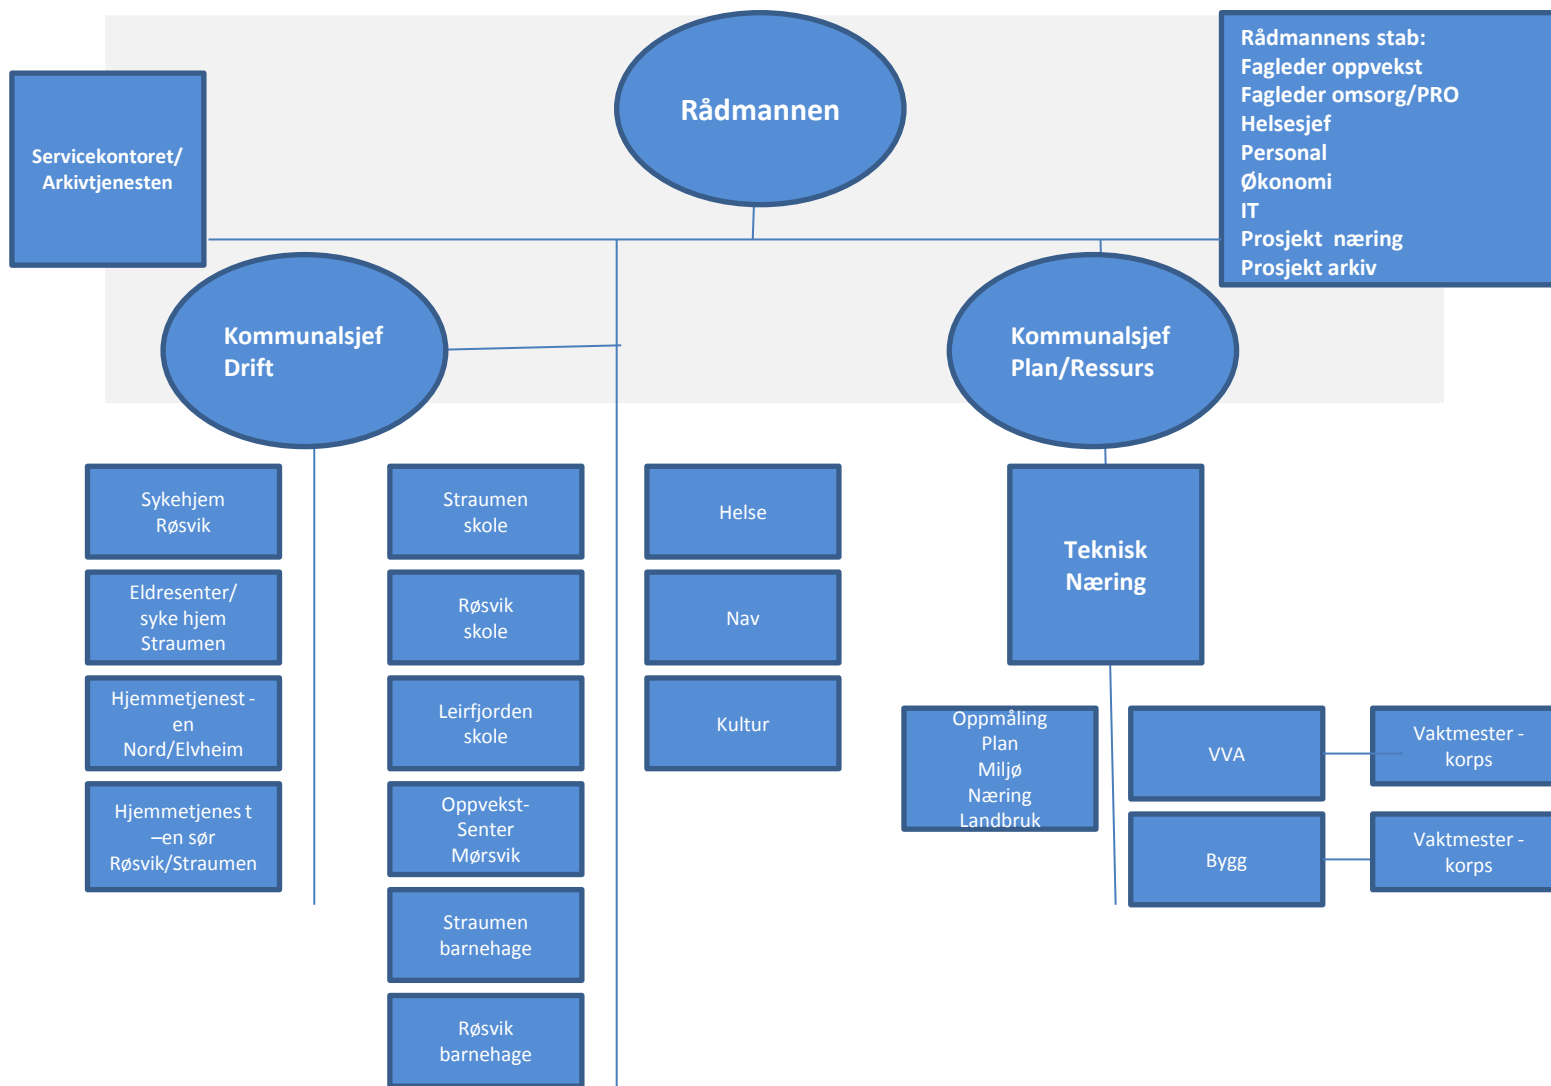 Rådmannen
Servicekontoret/
Arkivtjenesten
Rådmannens stab:
Fagleder oppvekst
Fagleder omsorg/PRO
Helsesjef
Personal
Økonomi
IT
Prosjekt  næring
Prosjekt arkiv
Kommunalsjef
Drift
Kommunalsjef
Plan/Ressurs
Sykehjem
Røsvik
Eldresenter/
syke hjem
Straumen
Hjemmetjenest -
en
Nord/Elvheim
Hjemmetjenes t
–en sør
Røsvik/Straumen
Straumen
skole
Røsvik
skole
Leirfjorden
skole
Oppvekst-
Senter
Mørsvik
Straumen
barnehage
Røsvik
barnehage
Helse
Nav
Kultur
Teknisk
Næring
Oppmåling
Plan
Miljø
Næring
Landbruk
VVA
Vaktmester -
korps
Bygg
Vaktmester -
korps